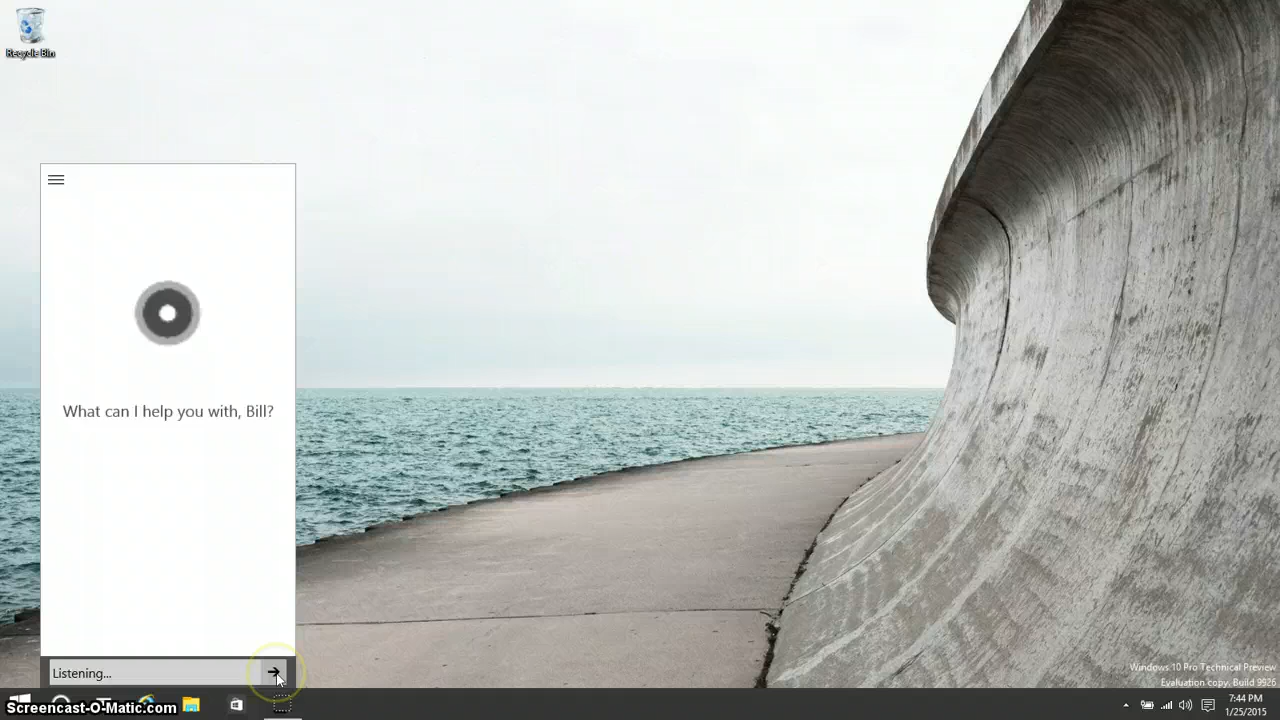 Recycle Bin
What can I help you with, Bill?
Listening...
Windows 10 Pro Technical Preview
Evaluation copy. Build 9926
7:44 PM
1/25/2015
Screencast-O-Matic.com